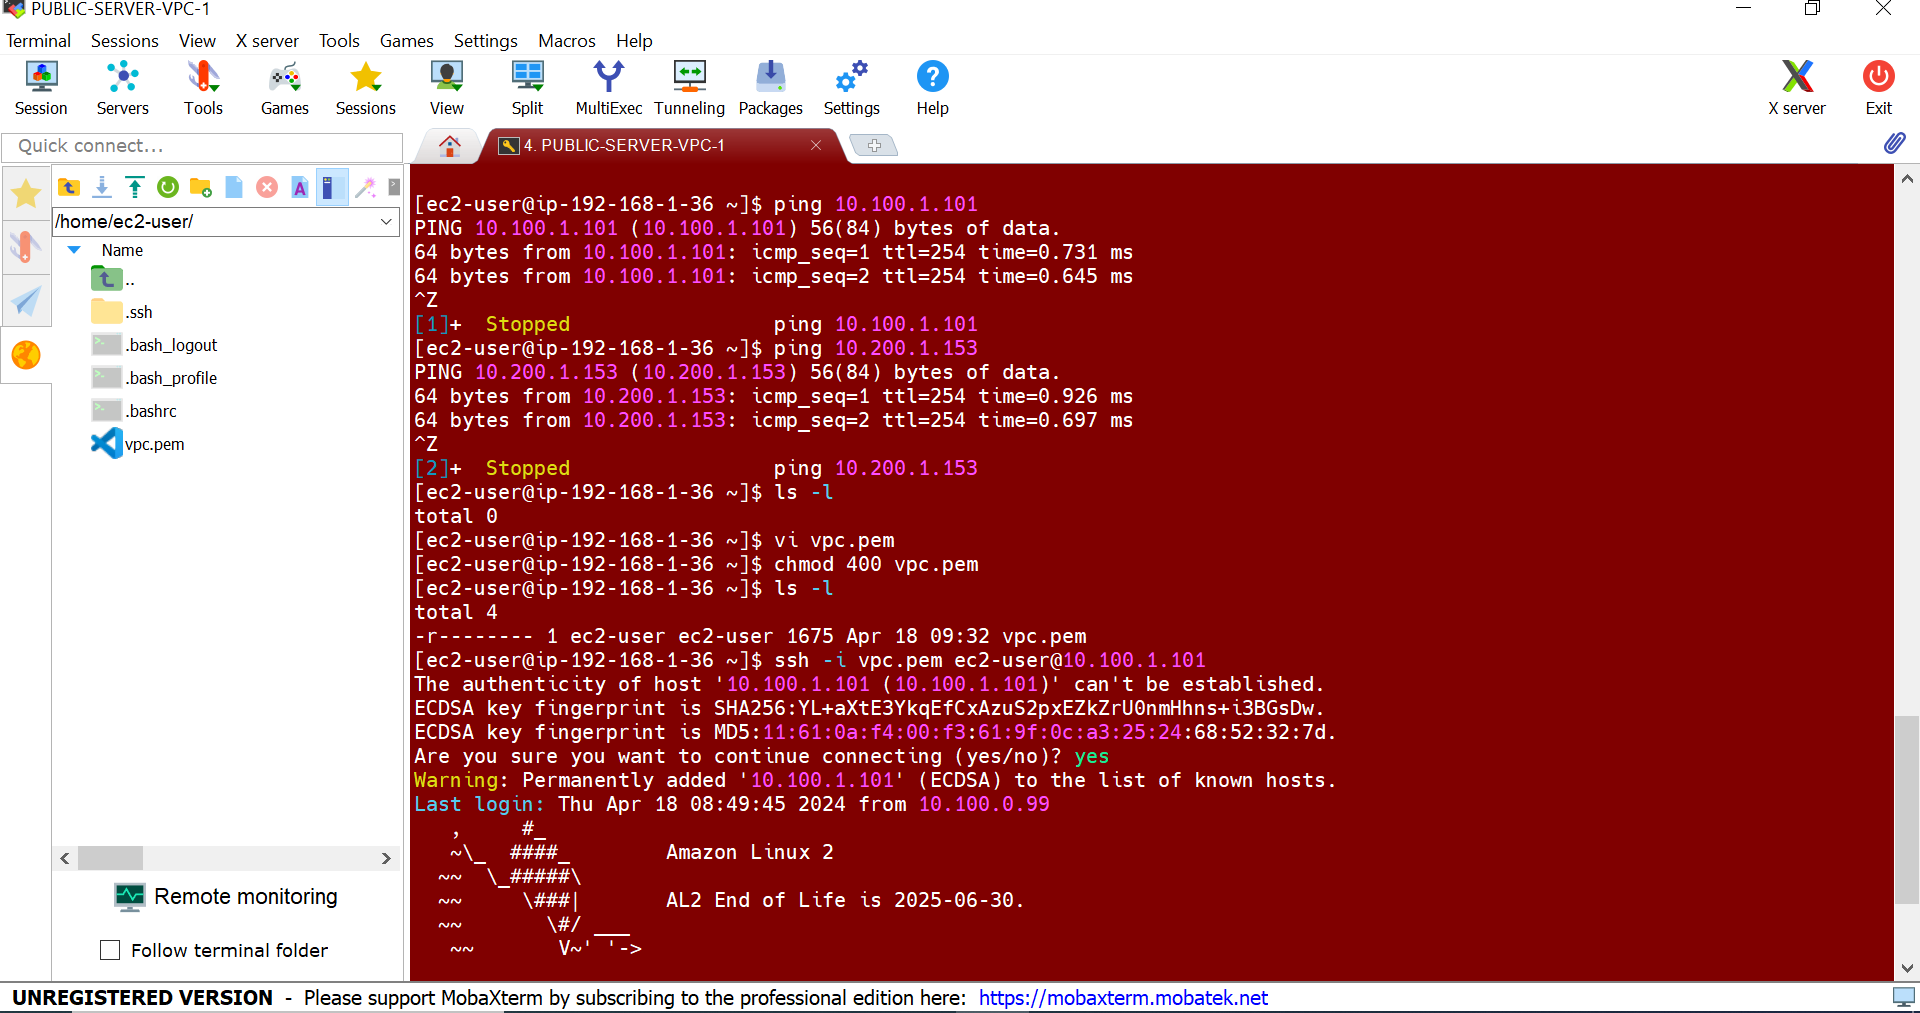 PUBLIC-SERVER-VPC-1
Terminal Sessions View X server Tools Games Settings Macros Help
Session Servers Tools Games Sessions View Split MultiExec Tunneling Packages Settings Help X server Exit
Quick connect...
4. PUBLIC-SERVER-VPC-1
/home/ec2-user/
Name
..
.ssh
.bash_logout
.bash_profile
.bashrc
vpc.pem
Remote monitoring
Follow terminal folder
[ec2-user@ip-192-168-1-36 ~]$ ping 10.100.1.101
PING 10.100.1.101 (10.100.1.101) 56(84) bytes of data.
64 bytes from 10.100.1.101: icmp_seq=1 ttl=254 time=0.731 ms
64 bytes from 10.100.1.101: icmp_seq=2 ttl=254 time=0.645 ms
^Z
[1]+  Stopped                 ping 10.100.1.101
[ec2-user@ip-192-168-1-36 ~]$ ping 10.200.1.153
PING 10.200.1.153 (10.200.1.153) 56(84) bytes of data.
64 bytes from 10.200.1.153: icmp_seq=1 ttl=254 time=0.926 ms
64 bytes from 10.200.1.153: icmp_seq=2 ttl=254 time=0.697 ms
^Z
[2]+  Stopped                 ping 10.200.1.153
[ec2-user@ip-192-168-1-36 ~]$ ls -l
total 0
[ec2-user@ip-192-168-1-36 ~]$ vi vpc.pem
[ec2-user@ip-192-168-1-36 ~]$ chmod 400 vpc.pem
[ec2-user@ip-192-168-1-36 ~]$ ls -l
total 4
-r-------- 1 ec2-user ec2-user 1675 Apr 18 09:32 vpc.pem
[ec2-user@ip-192-168-1-36 ~]$ ssh -i vpc.pem ec2-user@10.100.1.101
The authenticity of host '10.100.1.101 (10.100.1.101)' can't be established.
ECDSA key fingerprint is SHA256:YL+aXtE3YkqEfCxAzuS2pxEZkZrU0nmHhns+i3BGsDw.
ECDSA key fingerprint is MD5:11:61:0a:f4:00:f3:61:9f:0c:a3:25:24:68:52:32:7d.
Are you sure you want to continue connecting (yes/no)? yes
Warning: Permanently added '10.100.1.101' (ECDSA) to the list of known hosts.
Last login: Thu Apr 18 08:49:45 2024 from 10.100.0.99
   ,     #_
   ~\_  ####_        Amazon Linux 2
  ~~  \_#####\
  ~~     \###|       AL2 End of Life is 2025-06-30.
  ~~       \#/ ___
   ~~       V~' '->
UNREGISTERED VERSION - Please support MobaXterm by subscribing to the professional edition here: https://mobaxterm.mobatek.net